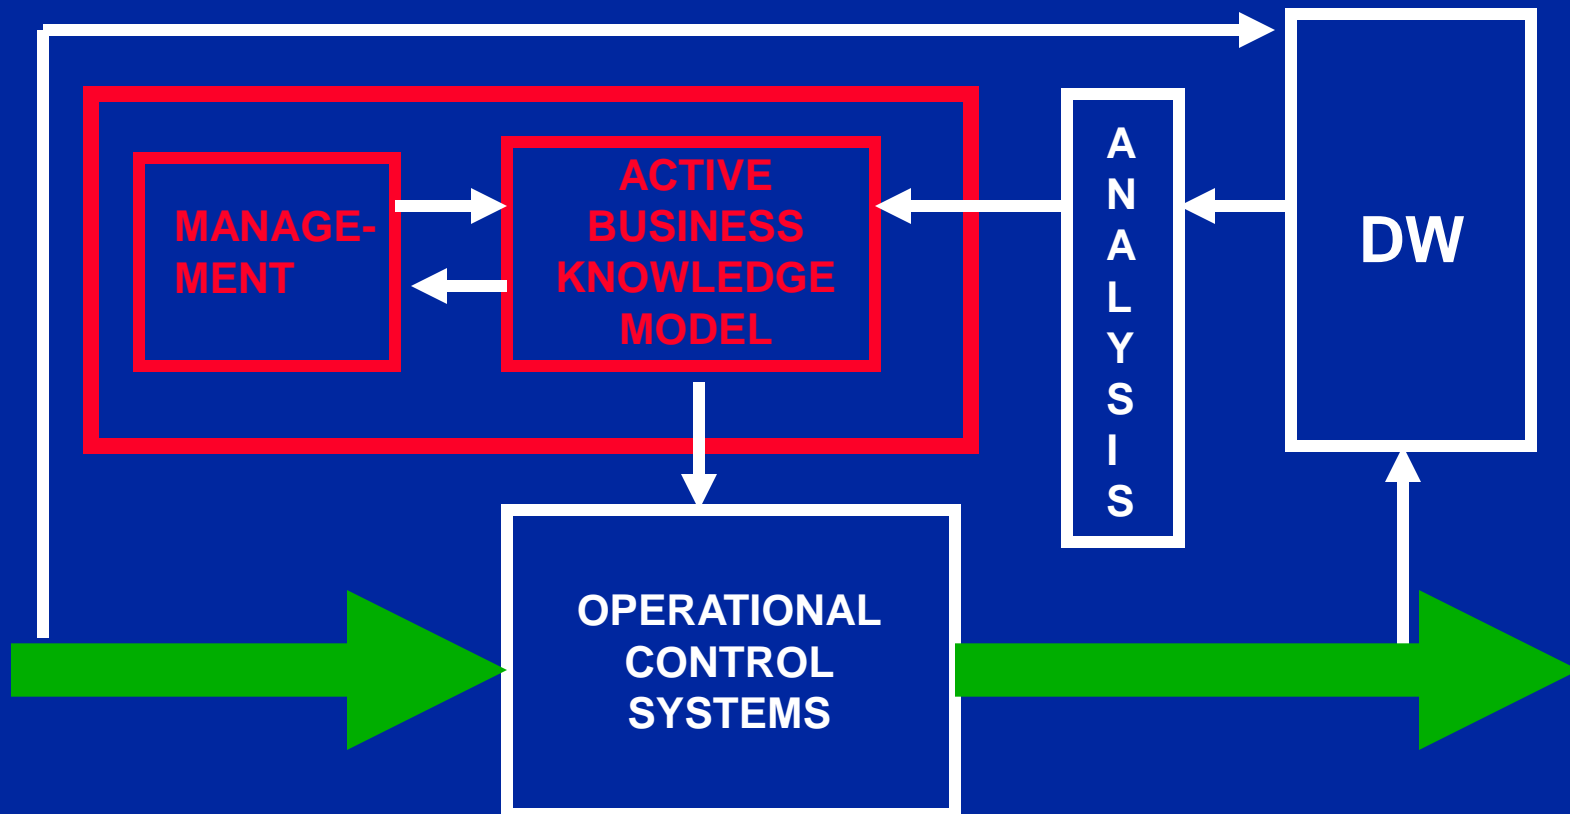 MANAGE-
MENT
ACTIVE
BUSINESS
KNOWLEDGE
MODEL
A
N
A
L
Y
S
I
S
DW
OPERATIONAL
CONTROL
SYSTEMS